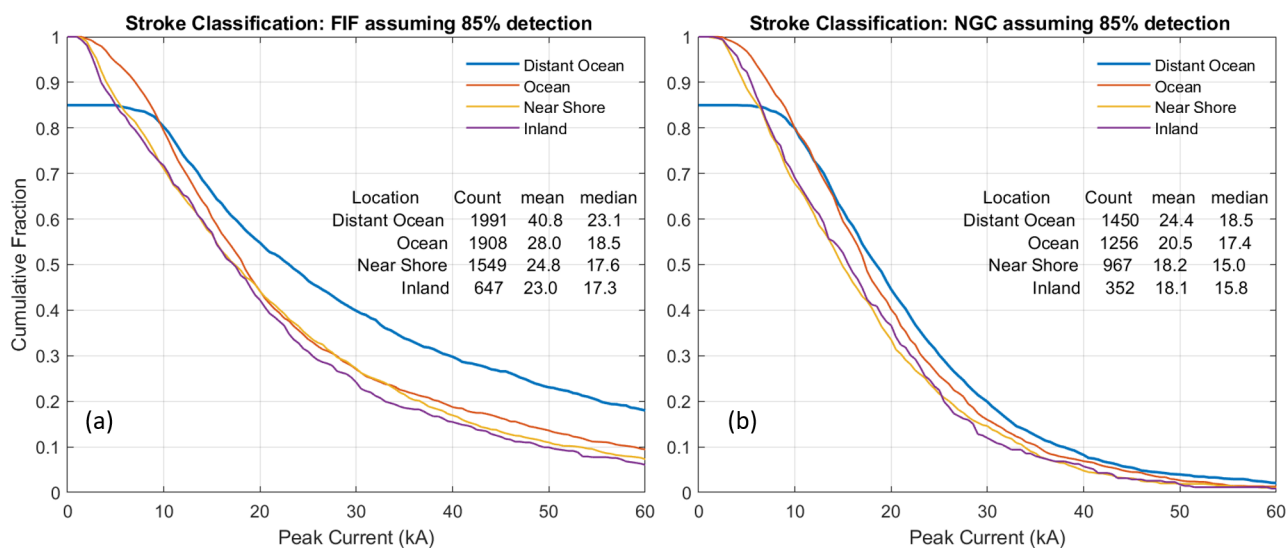 Stroke Classification: FIF assuming 85% detection
1
0.9
0.8
0.7
0.6
0.5
0.4
0.3
0.2
0.1
0
Cumulative Fraction
Distant Ocean
Ocean
Near Shore
Inland
Location Count mean median
Distant Ocean 1991 40.8 23.1
Ocean 1908 28.0 18.5
Near Shore 1549 24.8 17.6
Inland 647 23.0 17.3
(a)
0 10 20 30 40 50 60
Peak Current (kA)
Stroke Classification: NGC assuming 85% detection
1
0.9
0.8
0.7
0.6
0.5
0.4
0.3
0.2
0.1
0
Distant Ocean
Ocean
Near Shore
Inland
Location Count mean median
Distant Ocean 1450 24.4 18.5
Ocean 1256 20.5 17.4
Near Shore 967 18.2 15.0
Inland 352 18.1 15.8
(b)
0 10 20 30 40 50 60
Peak Current (kA)